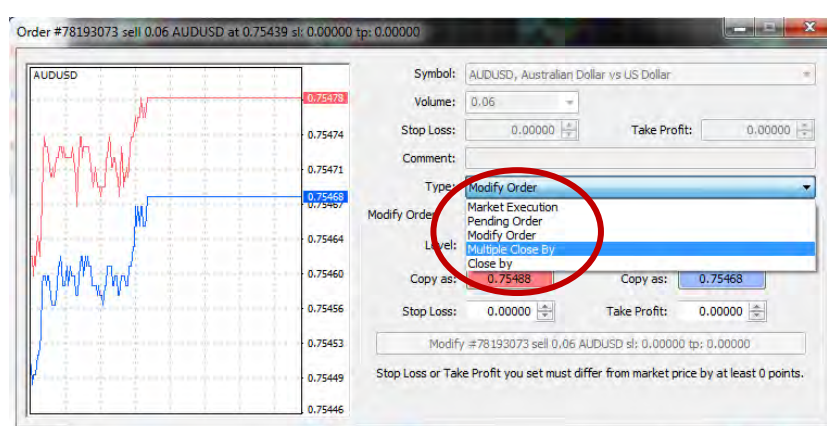 Order #78193073 sell 0.06 AUDUSD at 0.75439 sl: 0.00000 tp: 0.00000
AUDUSD
0.75478
0.75474
0.75471
0.75468
0.75467
0.75464
0.75460
0.75456
0.75453
0.75449
0.75446
Symbol: AUDUSD, Australian Dollar vs US Dollar
Volume: 0.06
Stop Loss: 0.00000 Take Profit: 0.00000
Comment:
Type: Modify Order
Market Execution
Pending Order
Modify Order
Multiple Close By
Close by
Modify Order
Level:
Copy as: 0.75488 Copy as: 0.75468
Stop Loss: 0.00000 Take Profit: 0.00000
Modify #78193073 sell 0.06 AUDUSD sl: 0.00000 tp: 0.00000
Stop Loss or Take Profit you set must differ from market price by at least 0 points.